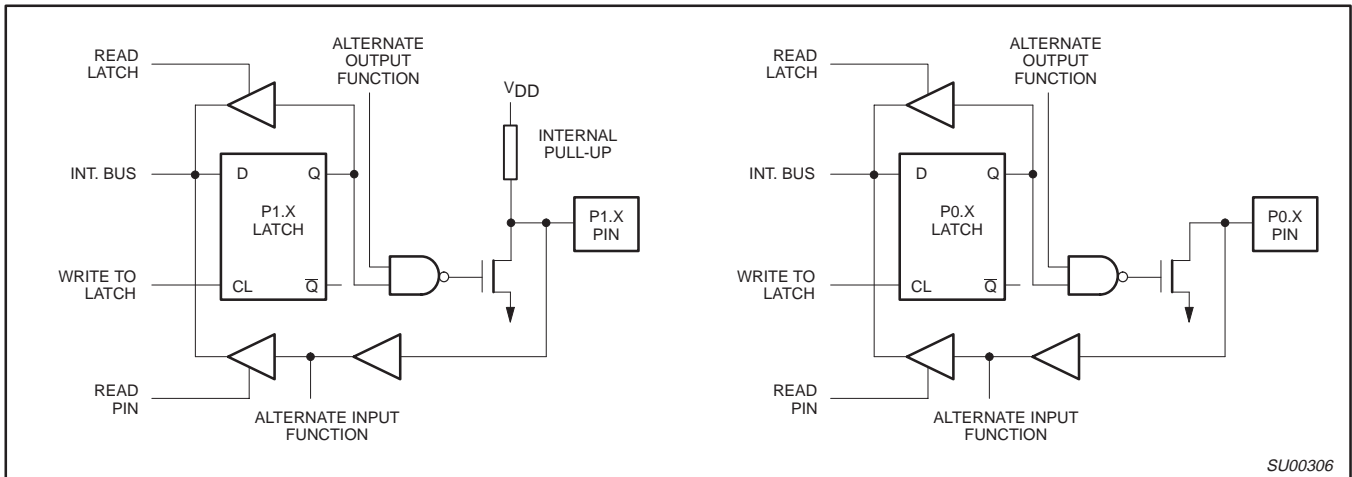 ALTERNATE
OUTPUT
FUNCTION
READ
LATCH
VDD
INTERNAL
PULL-UP
INT. BUS
D
Q
P1.X
LATCH
P1.X
PIN
WRITE TO
LATCH
CL
Q̅
READ
PIN
ALTERNATE INPUT
FUNCTION
ALTERNATE
OUTPUT
FUNCTION
READ
LATCH
INT. BUS
D
Q
P0.X
LATCH
P0.X
PIN
WRITE TO
LATCH
CL
Q̅
READ
PIN
ALTERNATE INPUT
FUNCTION
SU00306